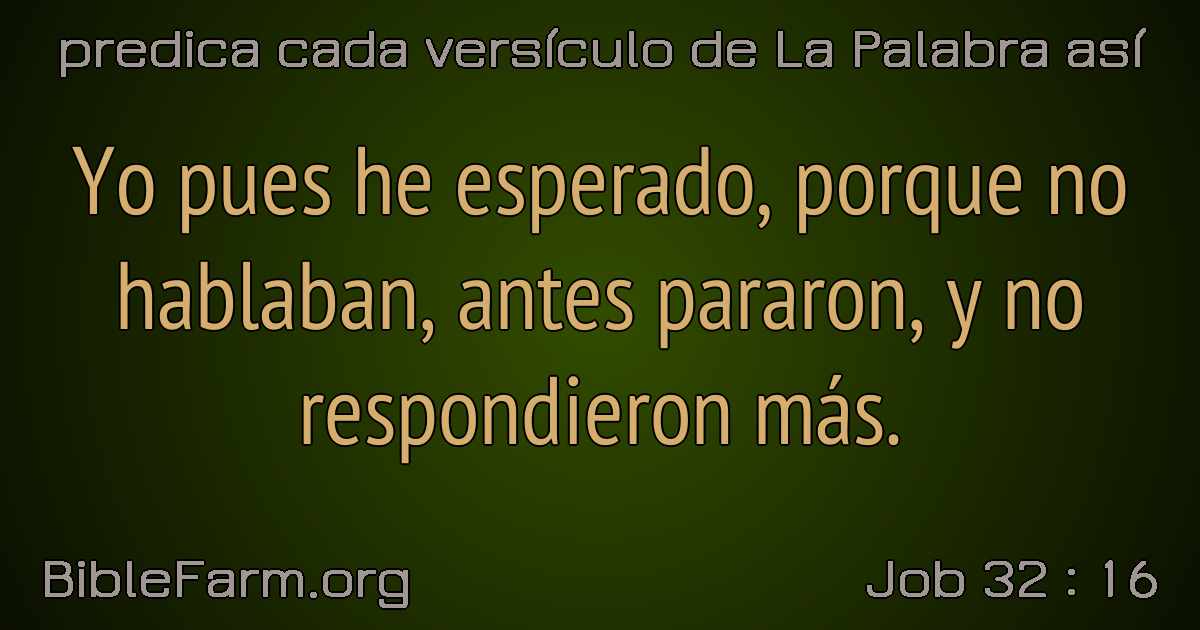 predica cada versículo de La Palabra así
Yo pues he esperado, porque no
hablaban, antes pararon, y no
respondieron más.
BibleFarm.org
Job 32 : 16